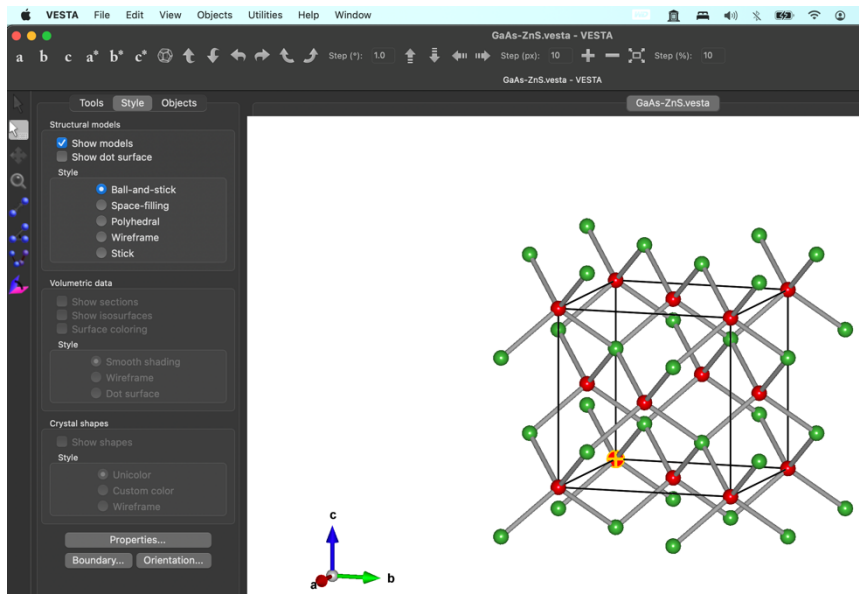 VESTA File Edit View Objects Utilities Help Window
GaAs-ZnS.vesta - VESTA
a b c a* b* c* Step (°): 1.0 Step (px): 10 Step (%): 10
GaAs-ZnS.vesta - VESTA
Tools Style Objects
GaAs-ZnS.vesta
Structural models
Show models
Show dot surface
Style
Ball-and-stick
Space-filling
Polyhedral
Wireframe
Stick
Volumetric data
Show sections
Show isosurfaces
Surface coloring
Style
Smooth shading
Wireframe
Dot surface
Crystal shapes
Show shapes
Style
Unicolor
Custom color
Wireframe
Properties...
Boundary... Orientation...
c
a b